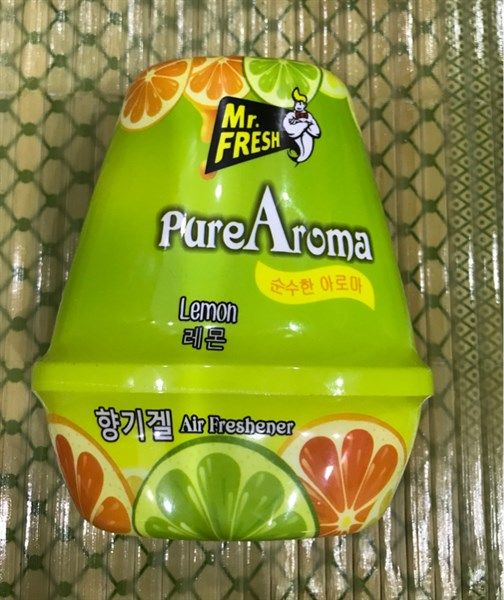 Mr.
FRESH
PureAroma
순수한 아로마
Lemon
레몬
향기겔 Air Freshener